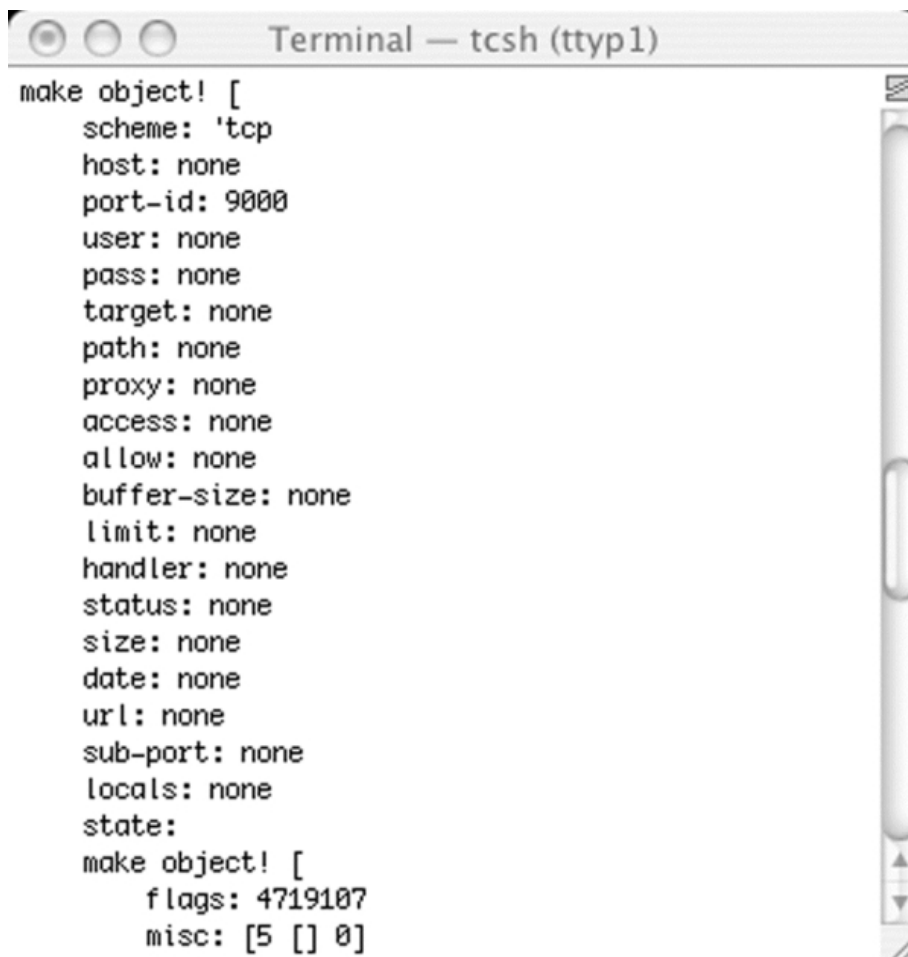 Terminal — tcsh (ttyp1)
make object! [
    scheme: 'tcp
    host: none
    port-id: 9000
    user: none
    pass: none
    target: none
    path: none
    proxy: none
    access: none
    allow: none
    buffer-size: none
    limit: none
    handler: none
    status: none
    size: none
    date: none
    url: none
    sub-port: none
    locals: none
    state:
    make object! [
        flags: 4719107
        misc: [5 [] 0]